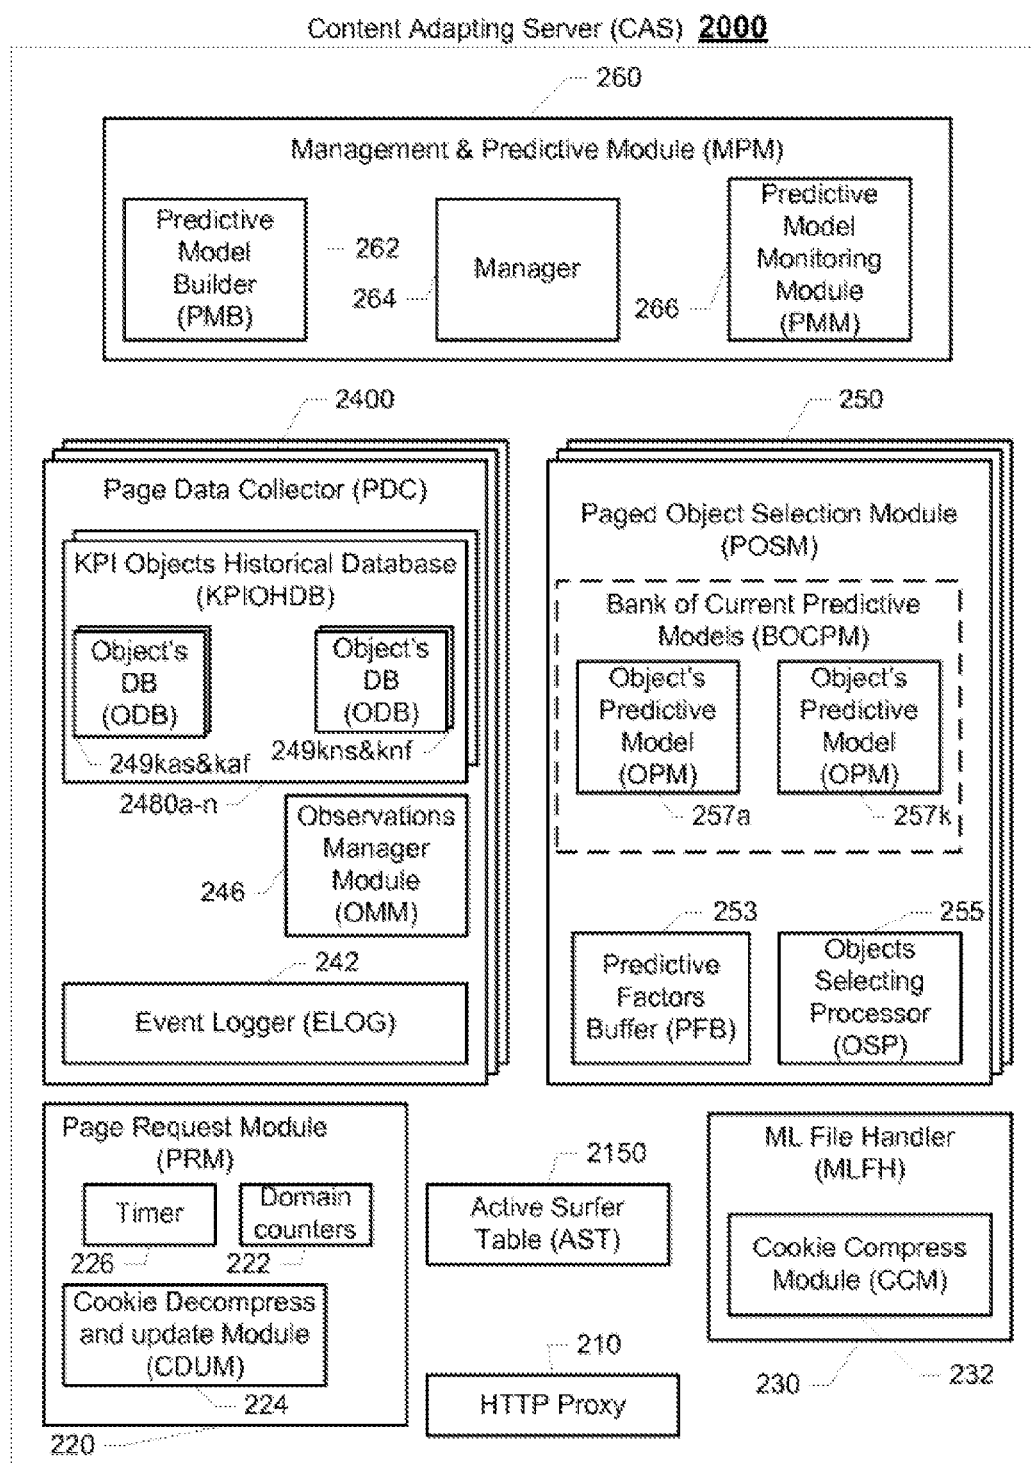 Content Adapting Server (CAS) 2000
260
Management & Predictive Module (MPM)
Predictive
Model
Builder
(PMB)
262
264
Manager
266
Predictive
Model
Monitoring
Module
(PMM)
2400
Page Data Collector (PDC)
KPI Objects Historical Database
(KPIOHDB)
Object's
DB
(ODB)
Object's
DB
(ODB)
249kas&kaf
249kns&knf
2480a-n
Observations
Manager
Module
(OMM)
246
242
Event Logger (ELOG)
250
Paged Object Selection Module
(POSM)
Bank of Current Predictive
Models (BOCPM)
Object's
Predictive
Model
(OPM)
Object's
Predictive
Model
(OPM)
257a
257k
253
255
Predictive
Factors
Buffer (PFB)
Objects
Selecting
Processor
(OSP)
Page Request Module
(PRM)
Timer
Domain
counters
226
222
Cookie Decompress
and update Module
(CDUM)
224
220
2150
Active Surfer
Table (AST)
210
HTTP Proxy
ML File Handler
(MLFH)
Cookie Compress
Module (CCM)
230
232